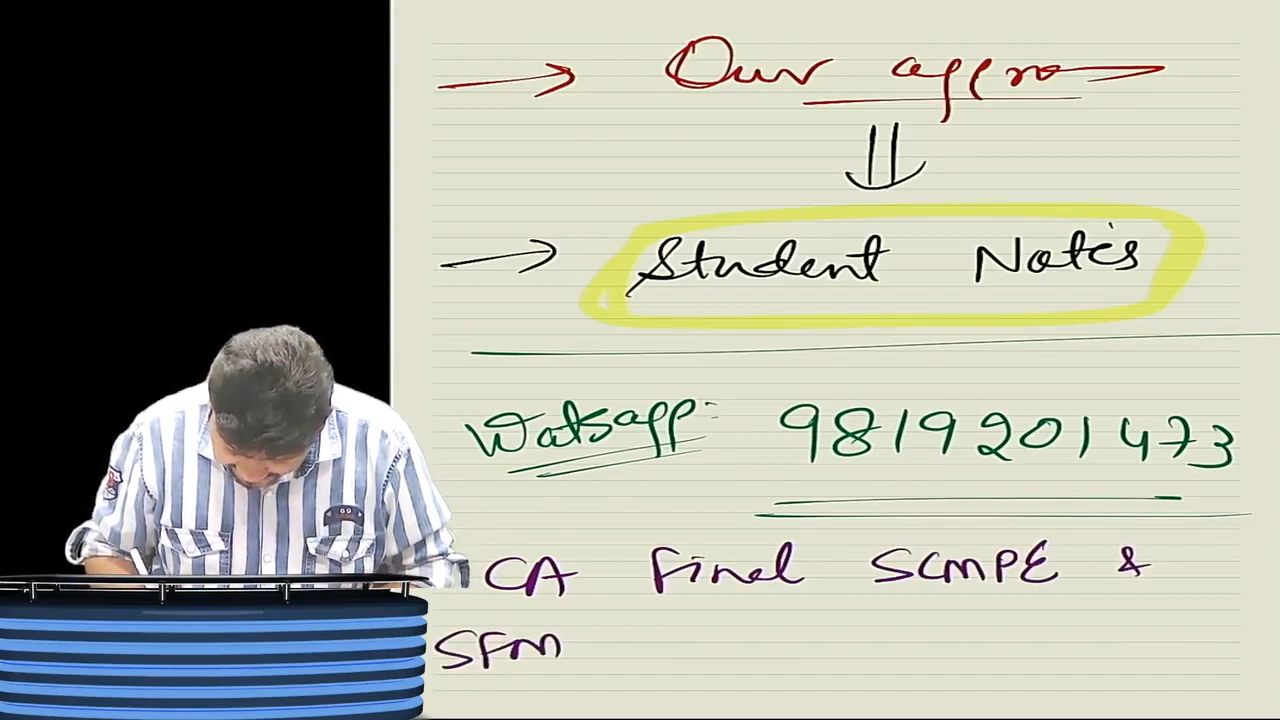 → Our appro
⇓
→ Student Notes
Watsapp: 9819201473
CA Final SCMPE &
SFM